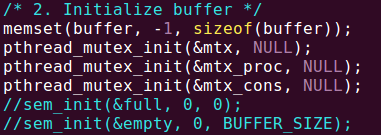 /* 2. Initialize buffer */
memset(buffer, -1, sizeof(buffer));
pthread_mutex_init(&mtx, NULL);
pthread_mutex_init(&mtx_proc, NULL);
pthread_mutex_init(&mtx_cons, NULL);
//sem_init(&full, 0, 0);
//sem_init(&empty, 0, BUFFER_SIZE);